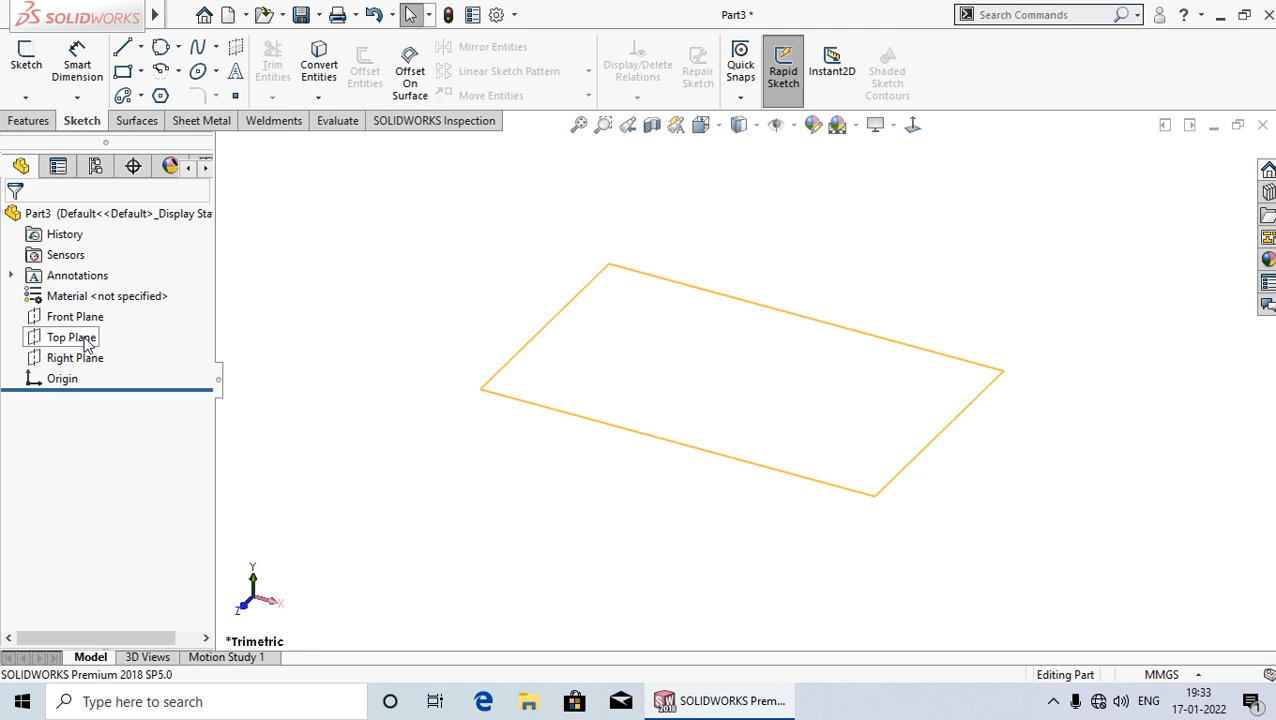 SOLIDWORKS
Part3 *
Search Commands
Sketch
Smart Dimension
Trim Entities
Convert Entities
Offset Entities
Offset On Surface
Mirror Entities
Linear Sketch Pattern
Move Entities
Display/Delete Relations
Repair Sketch
Quick Snaps
Rapid Sketch
Instant2D
Shaded Sketch Contours
Features
Sketch
Surfaces
Sheet Metal
Weldments
Evaluate
SOLIDWORKS Inspection
Part3 (Default<<Default>_Display Sta
History
Sensors
Annotations
Material <not specified>
Front Plane
Top Plane
Right Plane
Origin
Y
X
Z
*Trimetric
Model
3D Views
Motion Study 1
SOLIDWORKS Premium 2018 SP5.0
Editing Part
MMGS
Type here to search
SOLIDWORKS Prem...
ENG
19:33
17-01-2022
1